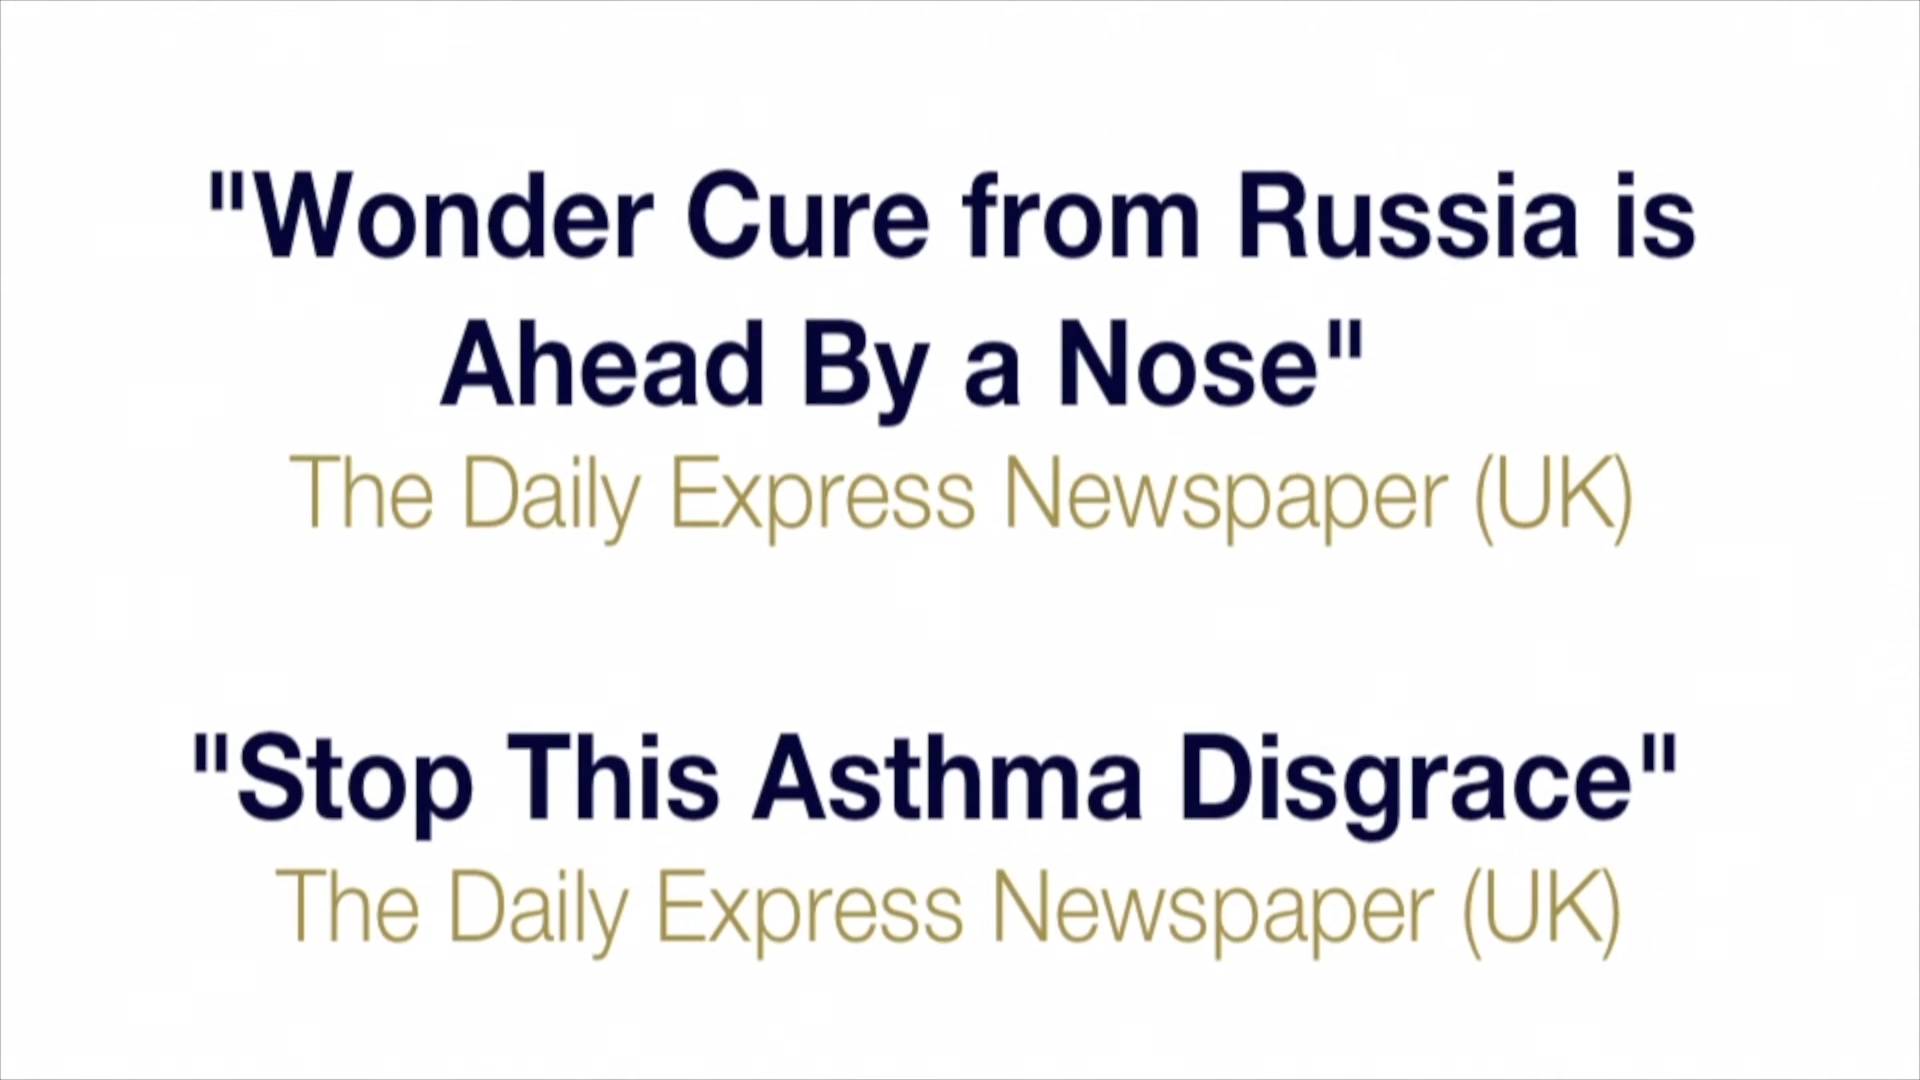 "Wonder Cure from Russia is
Ahead By a Nose"
The Daily Express Newspaper (UK)
"Stop This Asthma Disgrace"
The Daily Express Newspaper (UK)